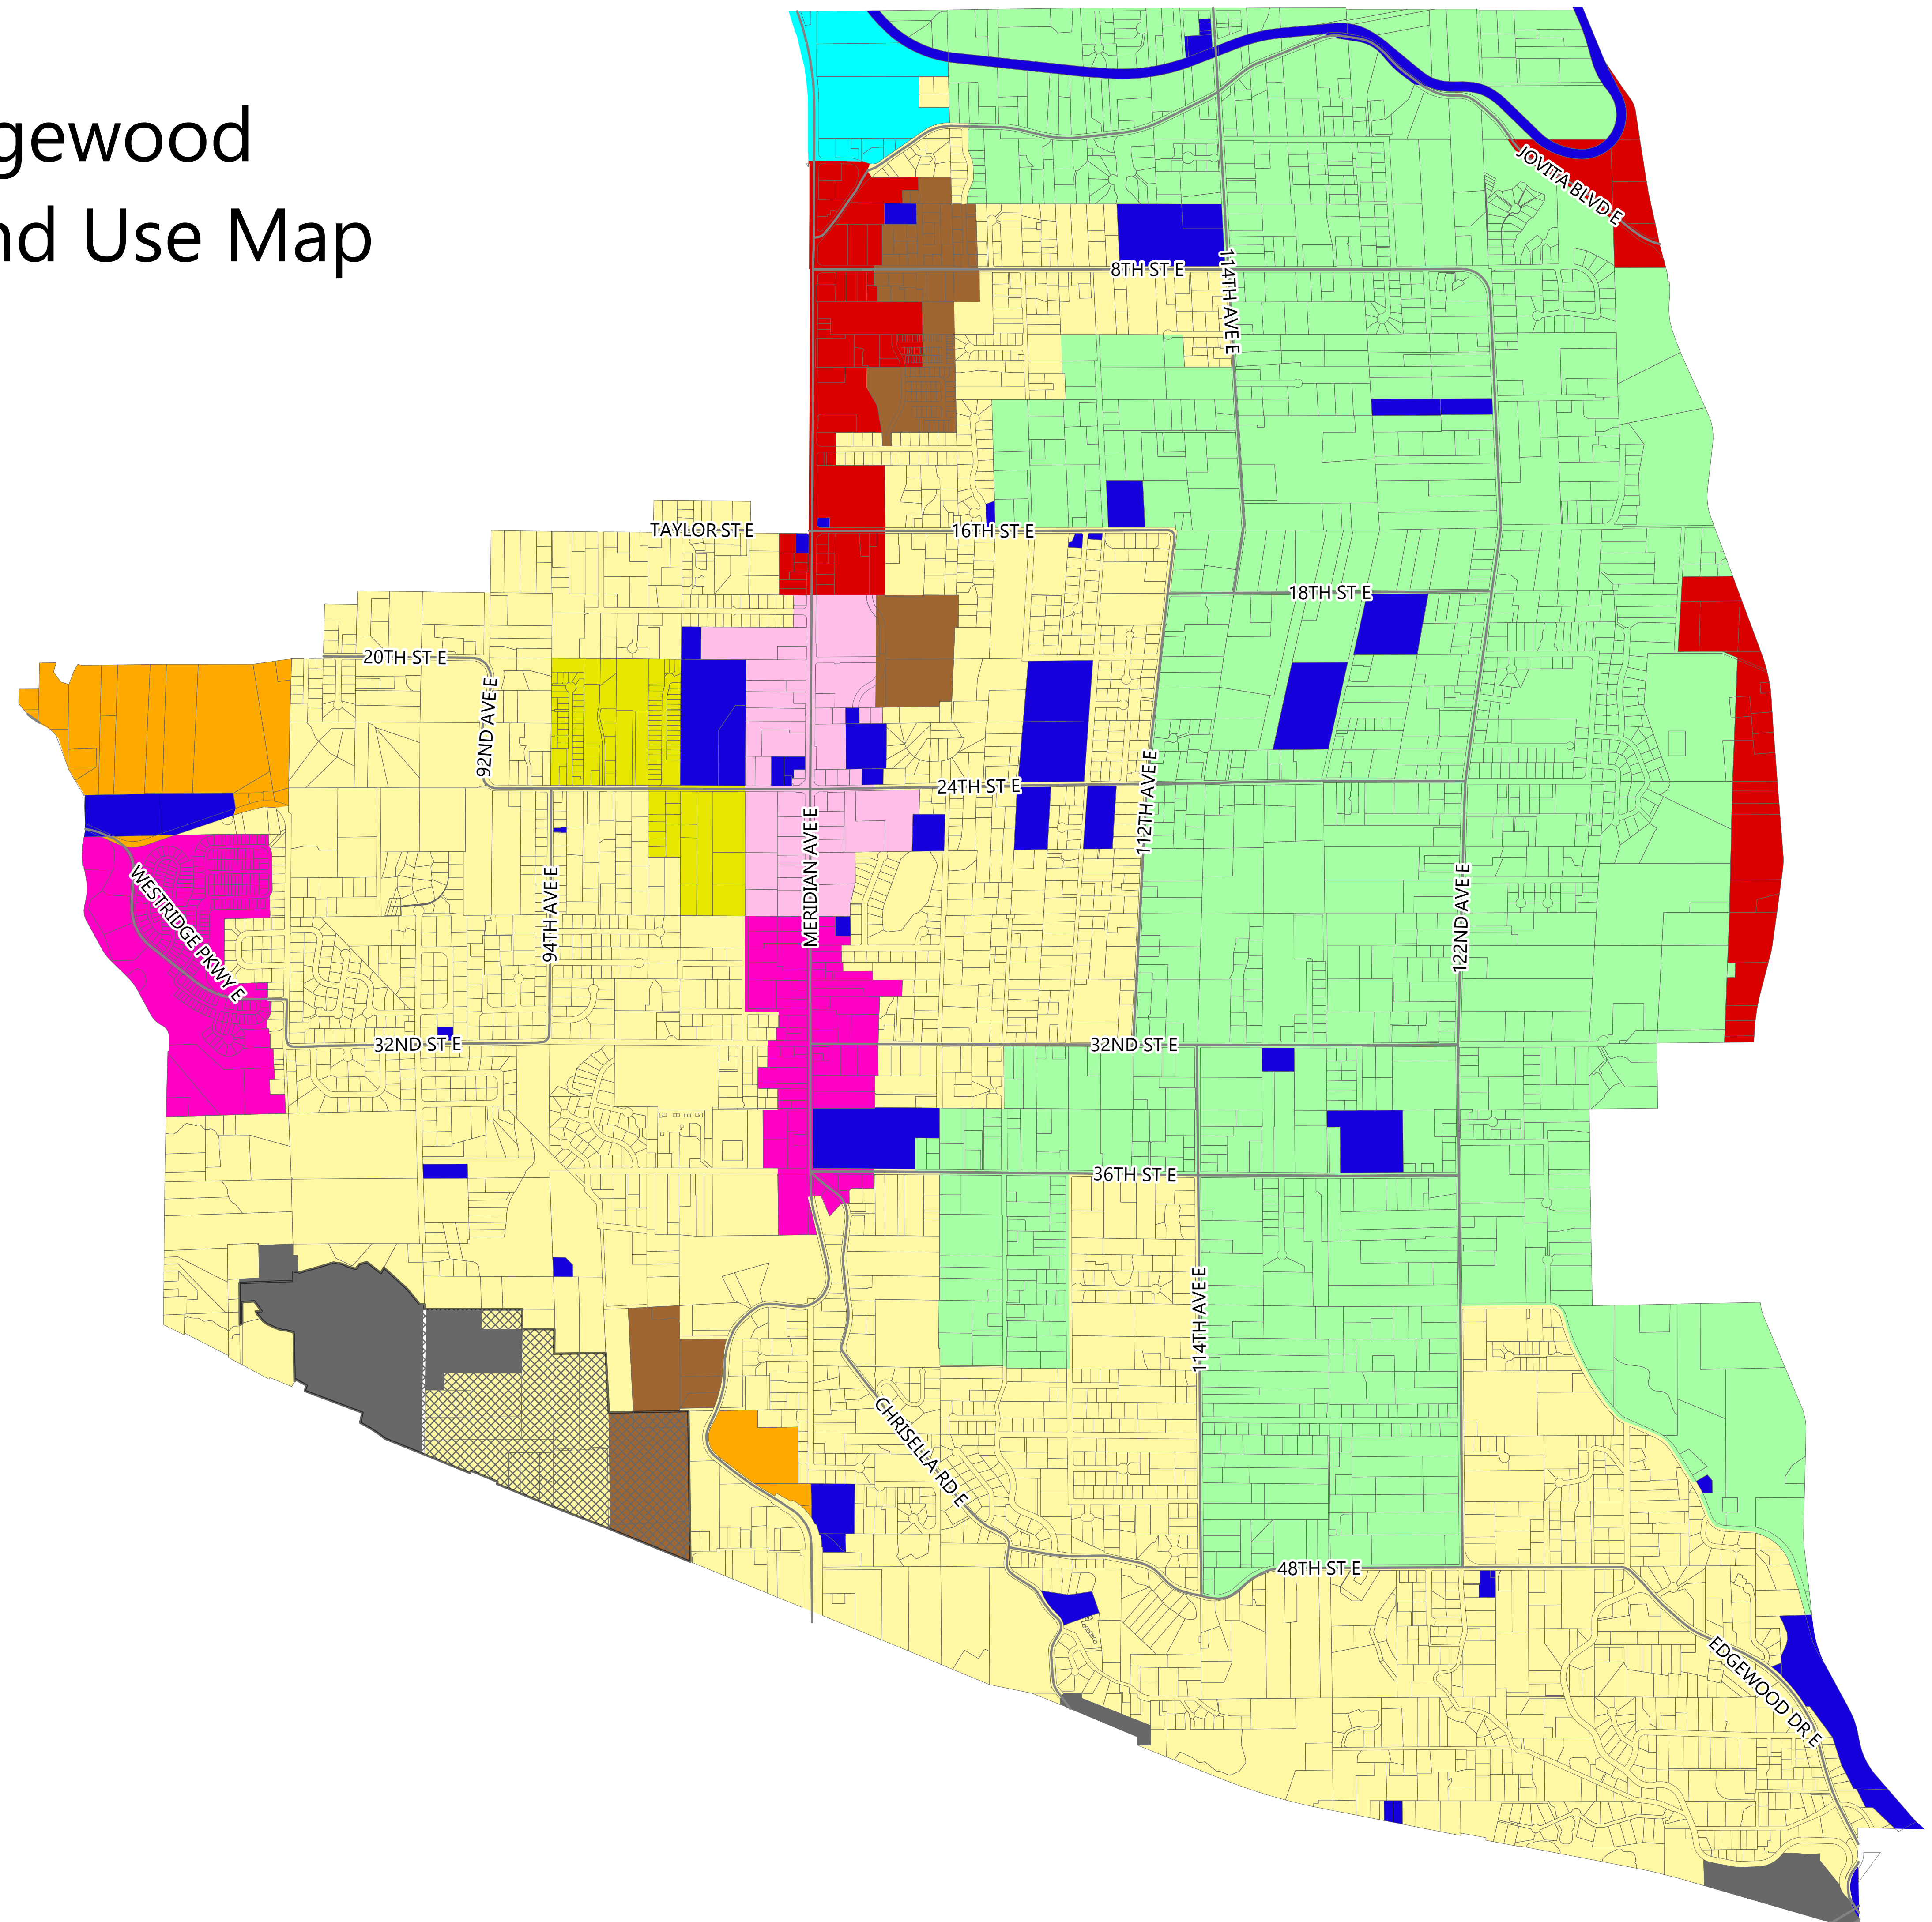 gewood
nd Use Map
JOVITA BLVD E
8TH ST E
114TH AVE E
TAYLOR ST E
16TH ST E
18TH ST E
20TH ST E
92ND AVE E
24TH ST E
112TH AVE E
MERIDIAN AVE E
94TH AVE E
122ND AVE E
WESTRIDGE PKWY E
32ND ST E
32ND ST E
36TH ST E
114TH AVE E
CHRISELLA RD E
48TH ST E
EDGEWOOD DR E